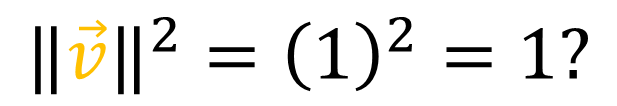 ‖v⃗‖² = (1)² = 1?